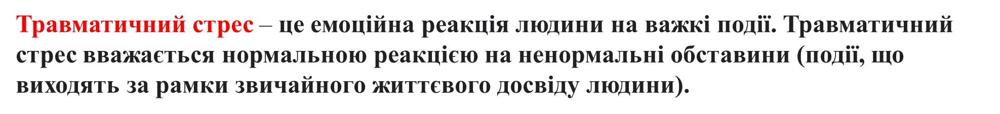 Травматичний стрес – це емоційна реакція людини на важкі події. Травматичний
стрес вважається нормальною реакцією на ненормальні обставини (події, що
виходять за рамки звичайного життєвого досвіду людини).